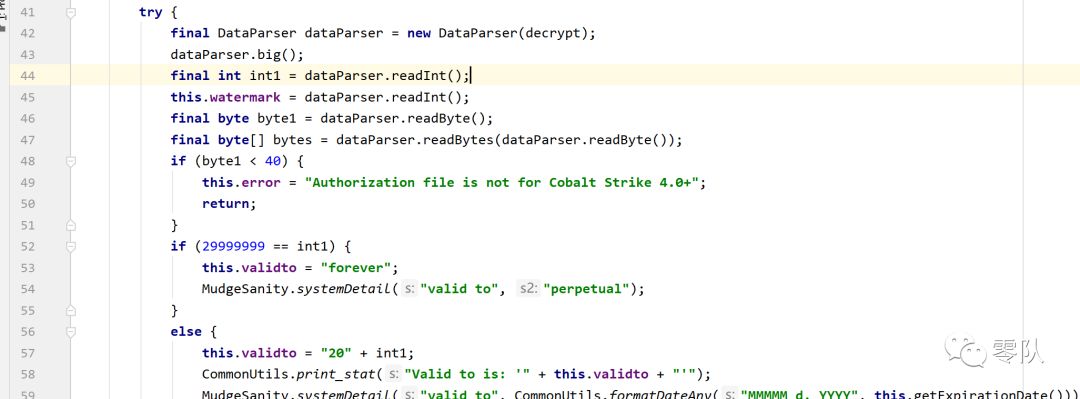 41 try {
42 final DataParser dataParser = new DataParser(decrypt);
43 dataParser.big();
44 final int int1 = dataParser.readInt();
45 this.watermark = dataParser.readInt();
46 final byte byte1 = dataParser.readByte();
47 final byte[] bytes = dataParser.readBytes(dataParser.readByte());
48 if (byte1 < 40) {
49 this.error = "Authorization file is not for Cobalt Strike 4.0+";
50 return;
51 }
52 if (29999999 == int1) {
53 this.validto = "forever";
54 MudgeSanity.systemDetail( s: "valid to", s2: "perpetual");
55 }
56 else {
57 this.validto = "20" + int1;
58 CommonUtils.print_stat( s: "Valid to is: '" + this.validto + "'");
59 MudgeSanity.systemDetail( s: "valid to", CommonUtils.formatDateAny( s: "MMMMM d, YYYY", this.getExpirationDate()))
零队